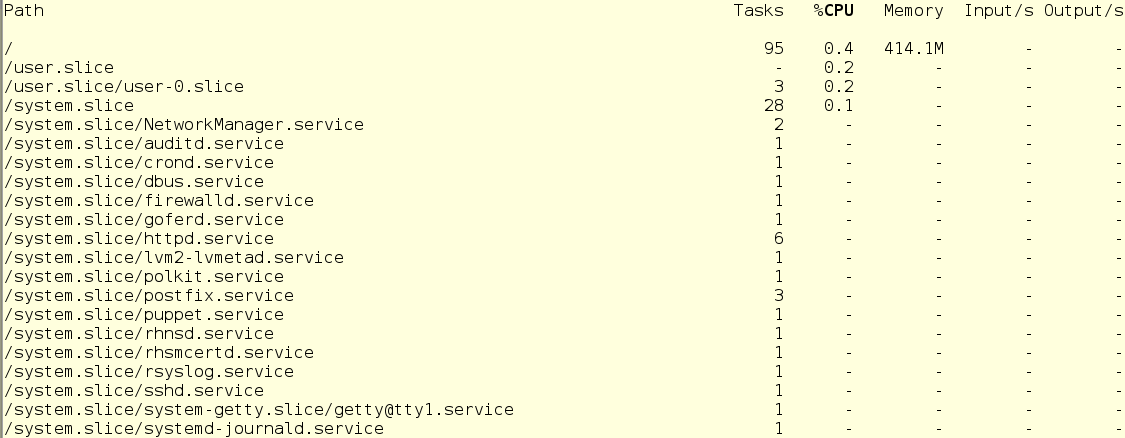 Path Tasks %CPU Memory Input/s Output/s
/ 95 0.4 414.1M - -
/user.slice - 0.2 - - -
/user.slice/user-0.slice 3 0.2 - - -
/system.slice 28 0.1 - - -
/system.slice/NetworkManager.service 2 - - - -
/system.slice/auditd.service 1 - - - -
/system.slice/crond.service 1 - - - -
/system.slice/dbus.service 1 - - - -
/system.slice/firewalld.service 1 - - - -
/system.slice/goferd.service 1 - - - -
/system.slice/httpd.service 6 - - - -
/system.slice/lvm2-lvmetad.service 1 - - - -
/system.slice/polkit.service 1 - - - -
/system.slice/postfix.service 3 - - - -
/system.slice/puppet.service 1 - - - -
/system.slice/rhnsd.service 1 - - - -
/system.slice/rhsmcertd.service 1 - - - -
/system.slice/rsyslog.service 1 - - - -
/system.slice/sshd.service 1 - - - -
/system.slice/system-getty.slice/getty@tty1.service 1 - - - -
/system.slice/systemd-journald.service 1 - - - -